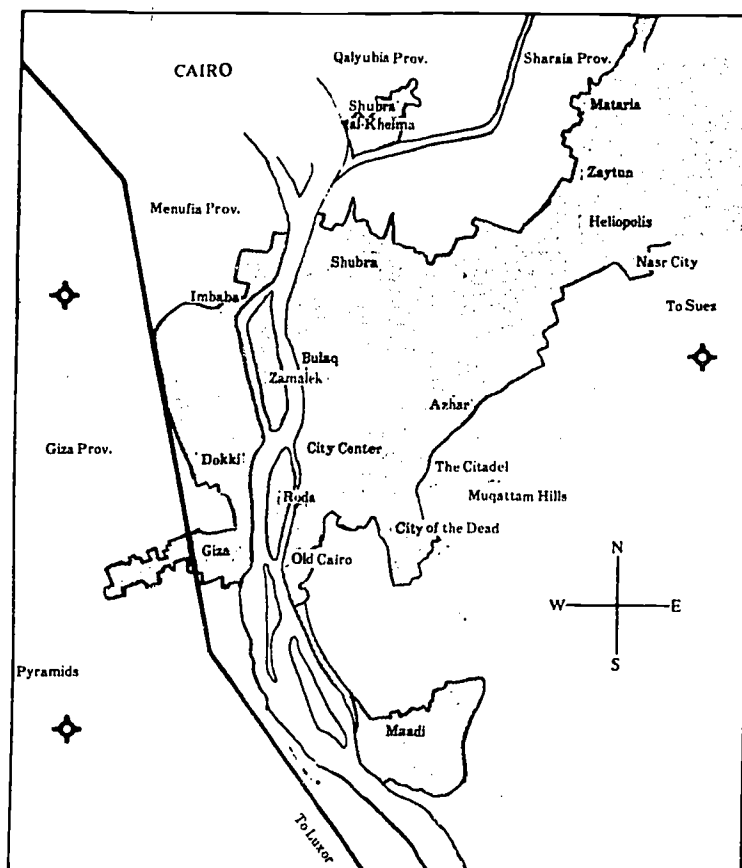 CAIRO
Qalyubia Prov.
Sharaia Prov.
Shubra
al-Kheima
Mataria
Zaytun
Menufia Prov.
Heliopolis
Shubra
Nasr City
Imbaba
To Suez
Bulaq
Zamalek
Azhar
Giza Prov.
Dokki
City Center
The Citadel
Roda
Muqattam Hills
City of the Dead
Giza
Old Cairo
N
W
E
S
Pyramids
Maadi
To Luxor